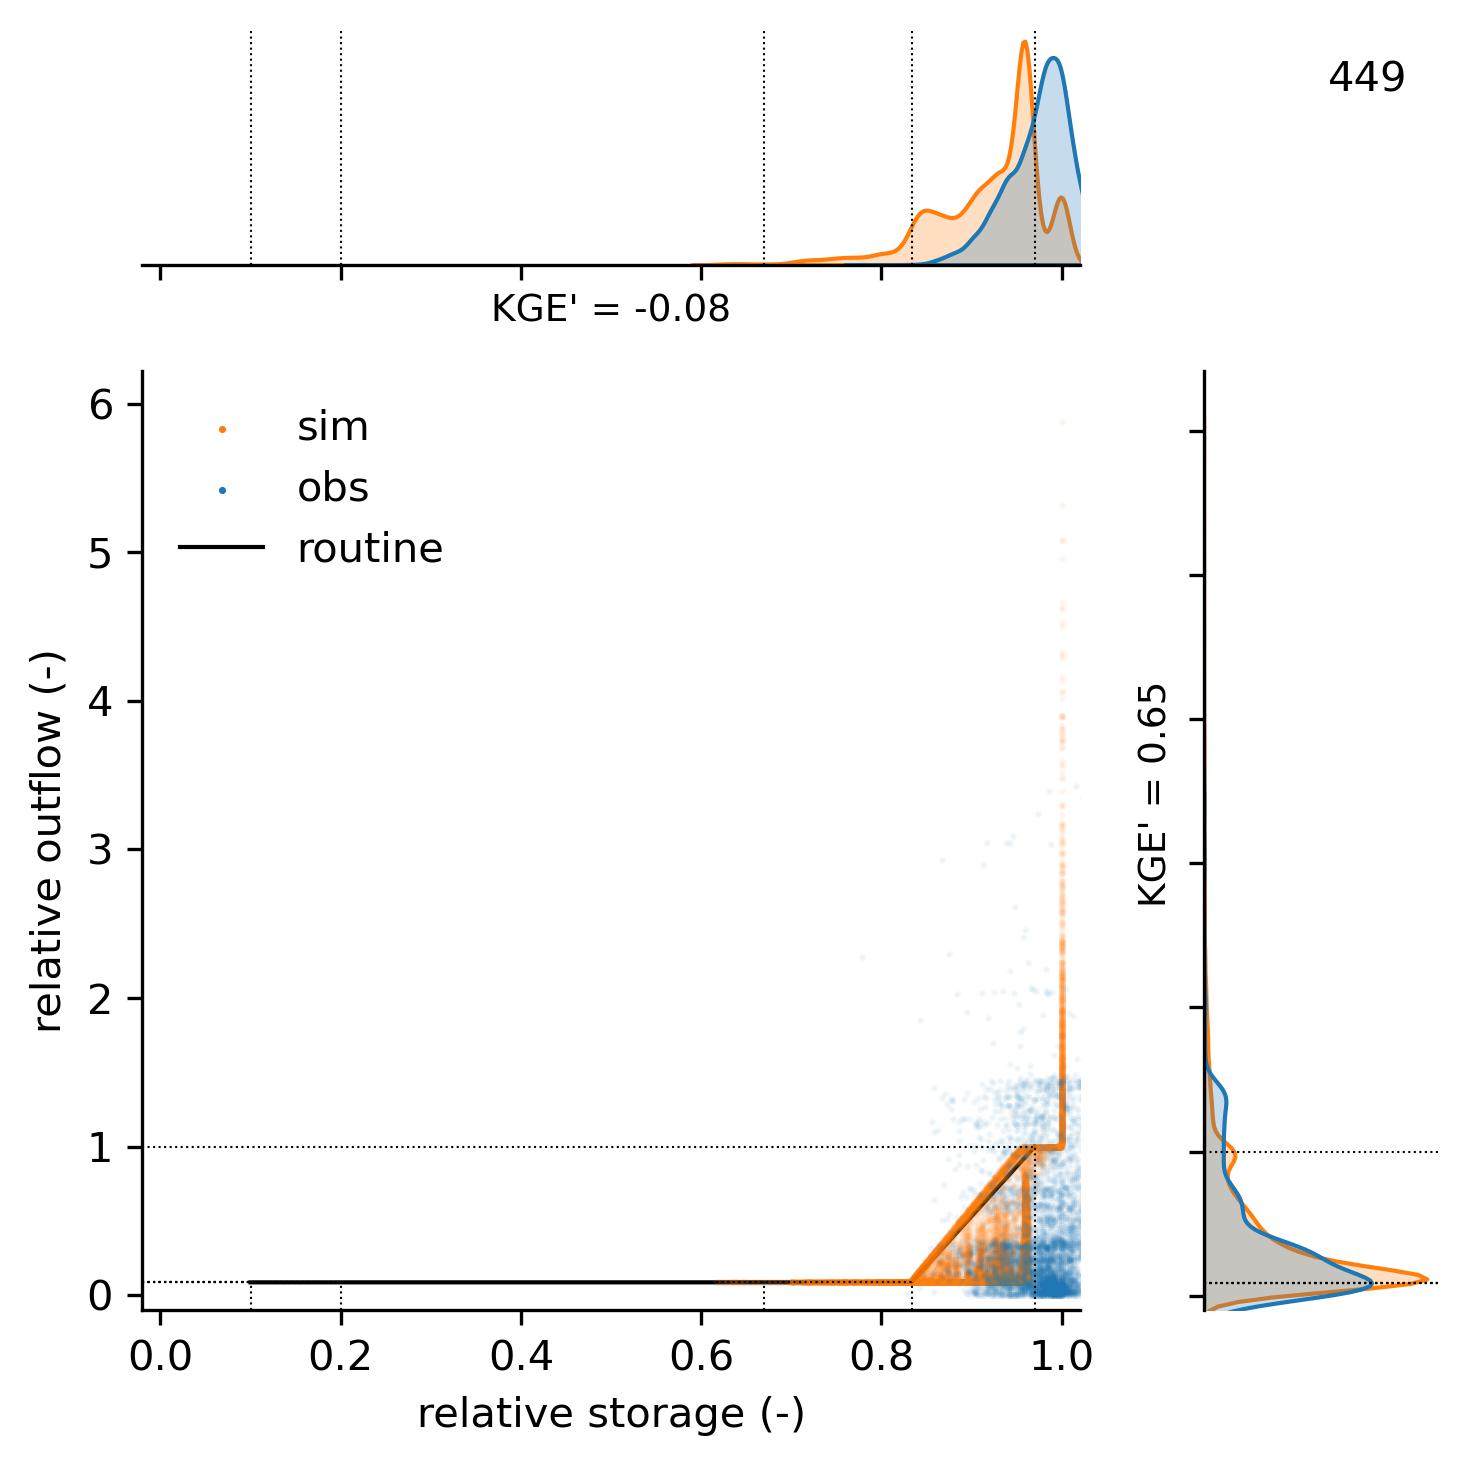 449
KGE' = -0.08
sim
obs
routine
6
5
4
3
2
1
0
relative outflow (-)
KGE' = 0.65
0.0 0.2 0.4 0.6 0.8 1.0
relative storage (-)